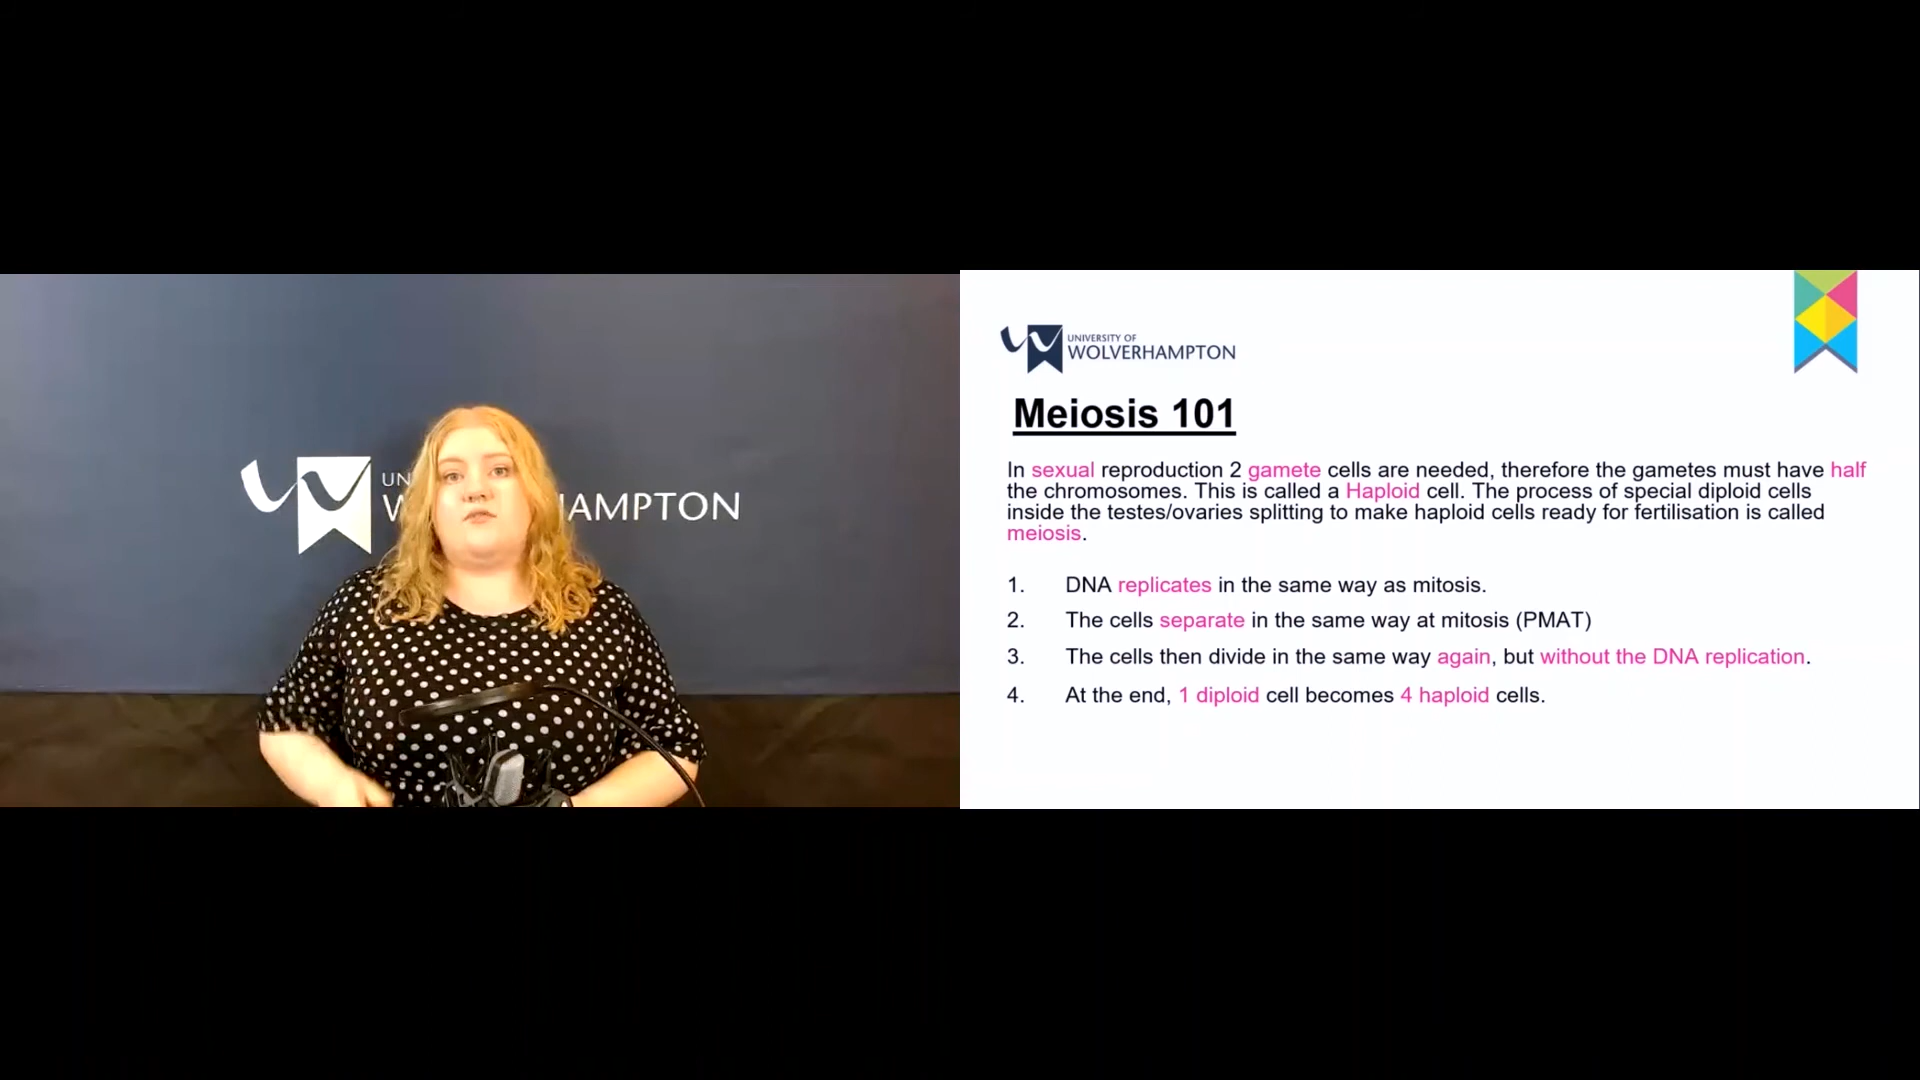 UN
W HAMPTON
UNIVERSITY OF
WOLVERHAMPTON
Meiosis 101
In sexual reproduction 2 gamete cells are needed, therefore the gametes must have half
the chromosomes. This is called a Haploid cell. The process of special diploid cells
inside the testes/ovaries splitting to make haploid cells ready for fertilisation is called
meiosis.
1. DNA replicates in the same way as mitosis.
2. The cells separate in the same way at mitosis (PMAT)
3. The cells then divide in the same way again, but without the DNA replication.
4. At the end, 1 diploid cell becomes 4 haploid cells.